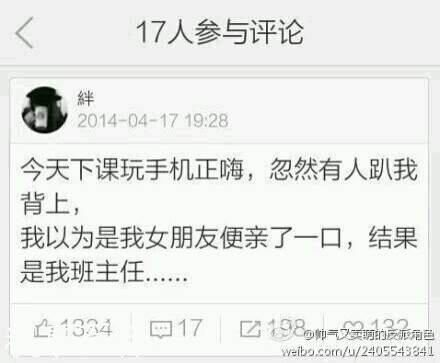 17人参与评论
絆
2014-04-17 19:28
今天下课玩手机正嗨，忽然有人趴我
背上，
我以为是我女朋友便亲了一口，结果
是我班主任......
1334 17 198 132
@帅气又卖萌的反派角色
weibo.com/u/2405543841